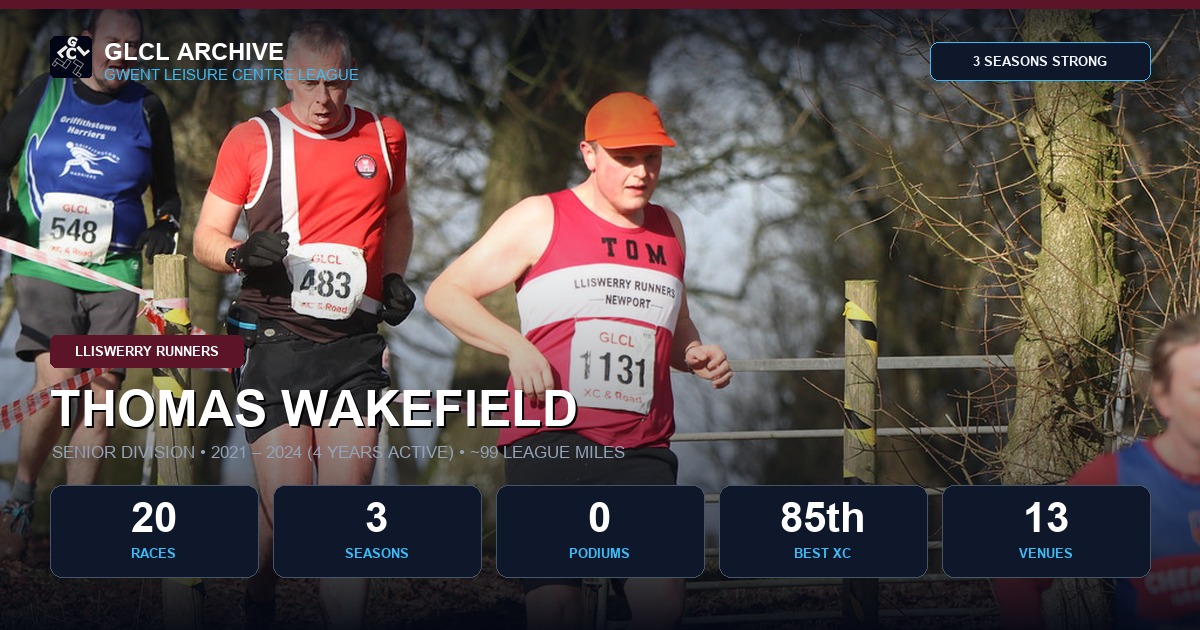 GLCL ARCHIVE
GWENT LEISURE CENTRE LEAGUE
3 SEASONS STRONG
Griffithstown
Harriers
GLCL
548
XC & Road
GLCL
483
XC & Road
TOM
LLISWERRY RUNNERS
NEWPORT
GLCL
1131
XC & Road
LLISWERRY RUNNERS
THOMAS WAKEFIELD
SENIOR DIVISION • 2021 – 2024 (4 YEARS ACTIVE) • ~99 LEAGUE MILES
20
RACES
3
SEASONS
0
PODIUMS
85th
BEST XC
13
VENUES